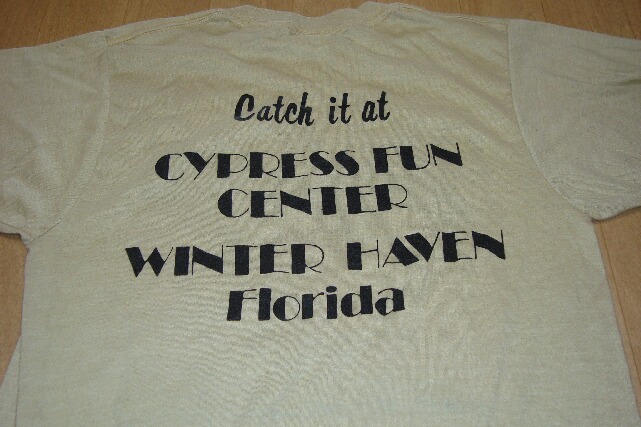 Catch it at
CYPRESS FUN
CENTER
WINTER HAVEN
Florida